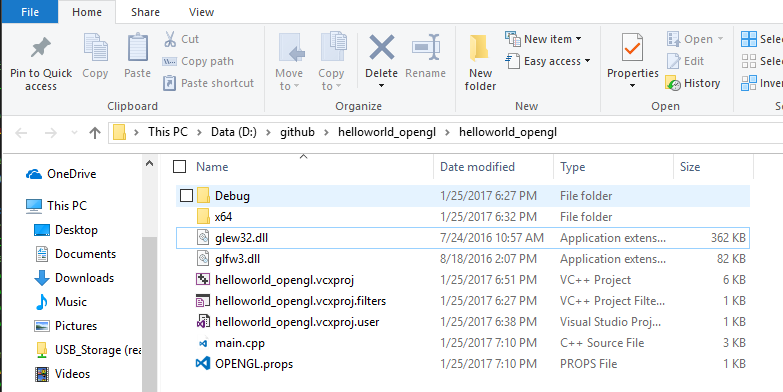 File Home Share View
Cut
Copy path
Paste shortcut
Pin to Quick access
Copy
Paste
Clipboard
Move to
Copy to
Delete
Rename
Organize
New folder
New item
Easy access
New
Properties
Open
Edit
History
Open
Selec
Selec
Inver
Se
This PC > Data (D:) > github > helloworld_opengl > helloworld_opengl
OneDrive
This PC
Desktop
Documents
Downloads
Music
Pictures
USB_Storage (rea
Videos
Name Date modified Type Size
Debug 1/25/2017 6:27 PM File folder
x64 1/25/2017 6:32 PM File folder
glew32.dll 7/24/2016 10:57 AM Application extens... 362 KB
glfw3.dll 8/18/2016 2:07 PM Application extens... 82 KB
helloworld_opengl.vcxproj 1/25/2017 6:51 PM VC++ Project 6 KB
helloworld_opengl.vcxproj.filters 1/25/2017 6:27 PM VC++ Project Filte... 1 KB
helloworld_opengl.vcxproj.user 1/25/2017 6:38 PM Visual Studio Proj... 1 KB
main.cpp 1/25/2017 7:10 PM C++ Source File 3 KB
OPENGL.props 1/25/2017 7:10 PM PROPS File 1 KB